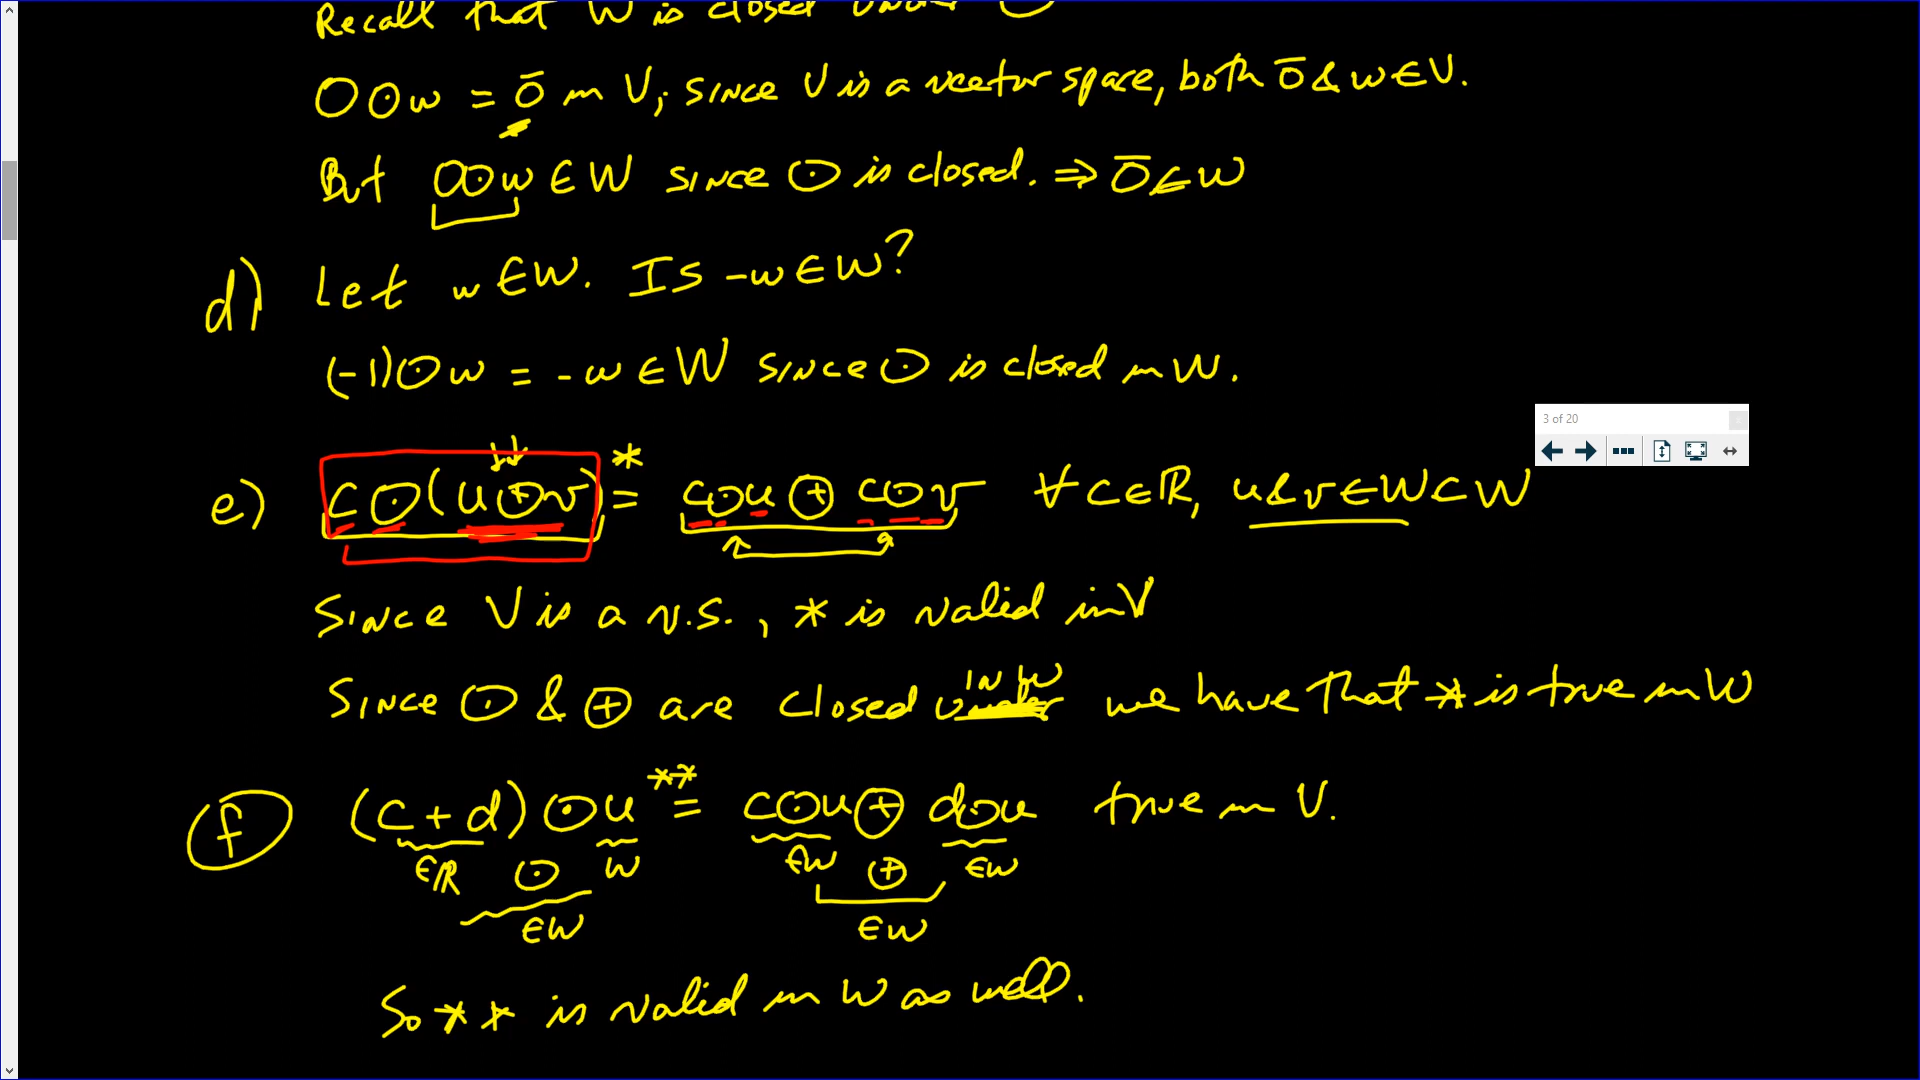 Recall that W is closed under ⊙
0⊙w = 0̄ in V; since V is a vector space, both 0̄ & w ∈ V.
But 0⊙w ∈ W since ⊙ is closed. ⇒ 0̄ ∈ W
d) Let w ∈ W. Is -w ∈ W?
(-1)⊙w = -w ∈ W since ⊙ is closed in W.
3 of 20
e) c⊙(u⊕v) *= c⊙u ⊕ c⊙v ∀ c ∈ ℝ, u & v ∈ W ⊂ W
Since V is a v.s., * is valid in V
Since ⊙ & ⊕ are closed in W we have that * is true in W
f) (c+d)⊙u **= c⊙u ⊕ d⊙u true in V.
∈ℝ ⊙ W ∈W ⊕ ∈W
∈W ∈W
So ** is valid in W as well.